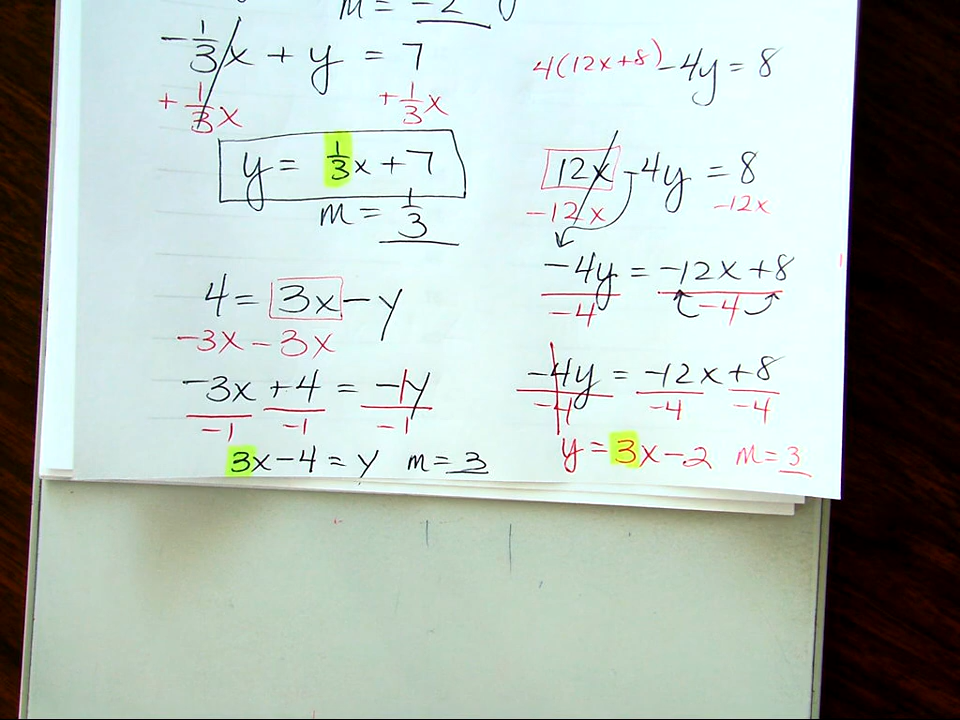 m = -2
-1/3x + y = 7
+ 1/3x + 1/3x
y = 1/3x + 7
m = 1/3
4 = 3x - y
-3x - 3x
-3x + 4 = -1y
-1 -1 -1
3x - 4 = y m = 3
4(12x+8) - 4y = 8
12x - 4y = 8
-12x -12x
-4y = -12x + 8
-4 -4
-4y = -12x + 8
-4 -4 -4
y = 3x - 2 m = 3